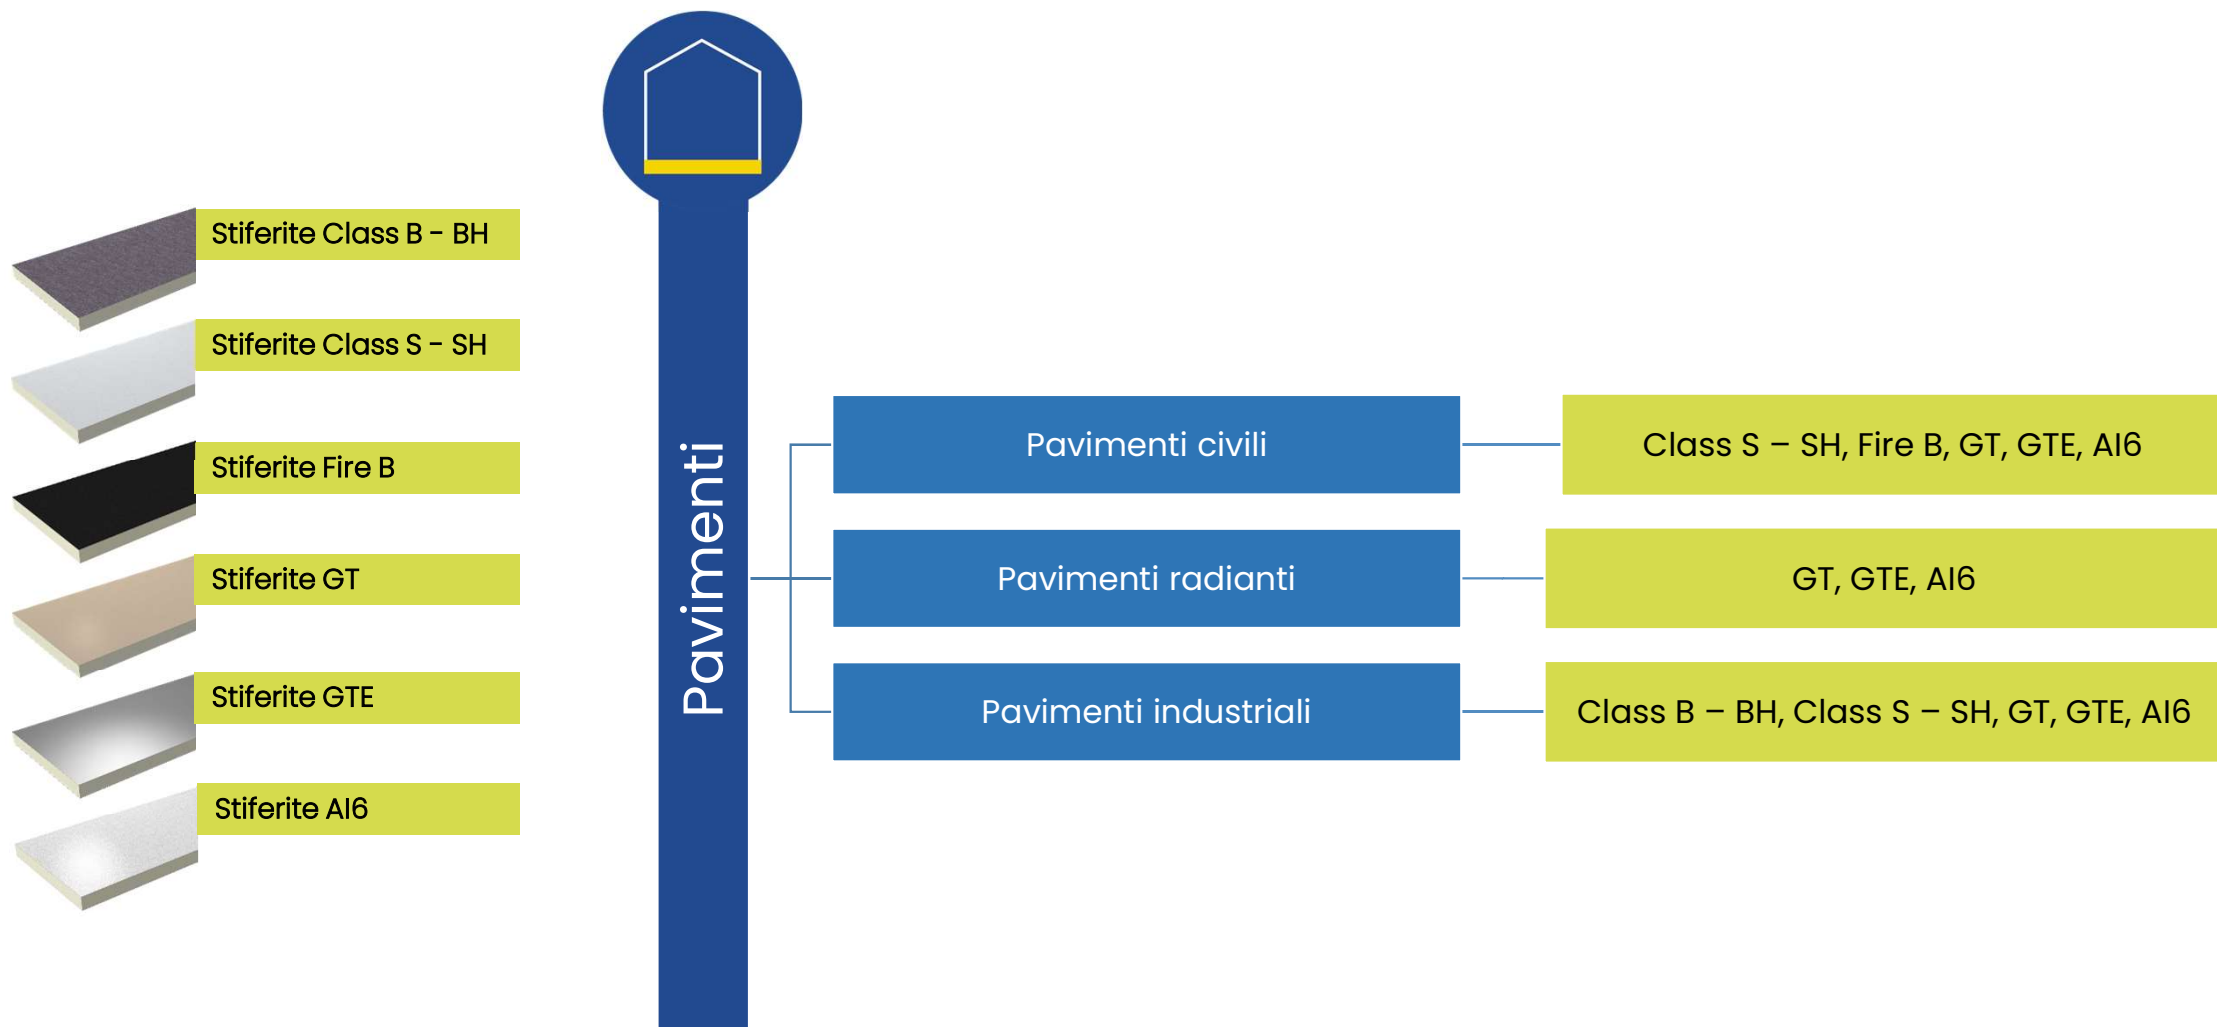 Stiferite Class B - BH
Stiferite Class S - SH
Stiferite Fire B
Stiferite GT
Stiferite GTE
Stiferite AI6
Pavimenti
Pavimenti civili
Class S – SH, Fire B, GT, GTE, AI6
Pavimenti radianti
GT, GTE, AI6
Pavimenti industriali
Class B – BH, Class S – SH, GT, GTE, AI6